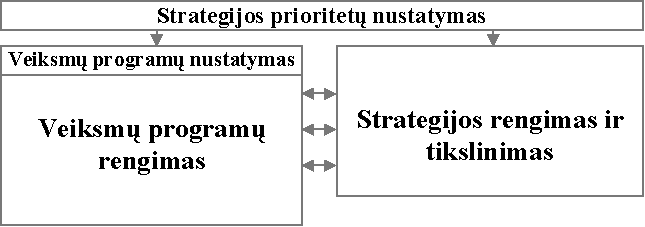 Strategijos prioritetų nustatymas
Veiksmų programų nustatymas
Veiksmų programų
rengimas
Strategijos rengimas ir
tikslinimas